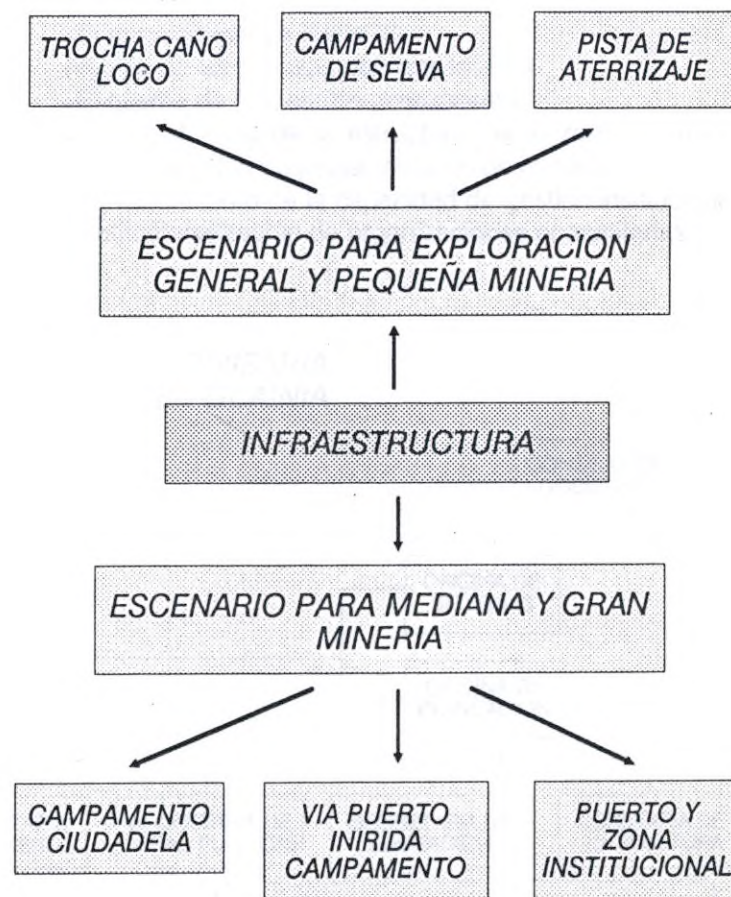 TROCHA CAÑO
LOCO
CAMPAMENTO
DE SELVA
PISTA DE
ATERRIZAJE
ESCENARIO PARA EXPLORACION
GENERAL Y PEQUEÑA MINERIA
INFRAESTRUCTURA
ESCENARIO PARA MEDIANA Y GRAN
MINERIA
CAMPAMENTO
CIUDADELA
VIA PUERTO
INIRIDA
CAMPAMENTO
PUERTO Y
ZONA
INSTITUCIONAL